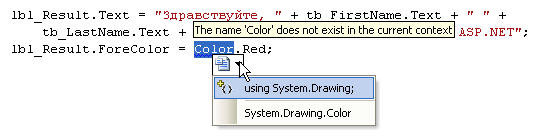 lbl_Result.Text = "Здравствуйте, " + tb_FirstName.Text + " " +
The name 'Color' does not exist in the current context
tb_LastName.Text + ASP.NET";
lbl_Result.ForeColor = Color.Red;
using System.Drawing;
System.Drawing.Color